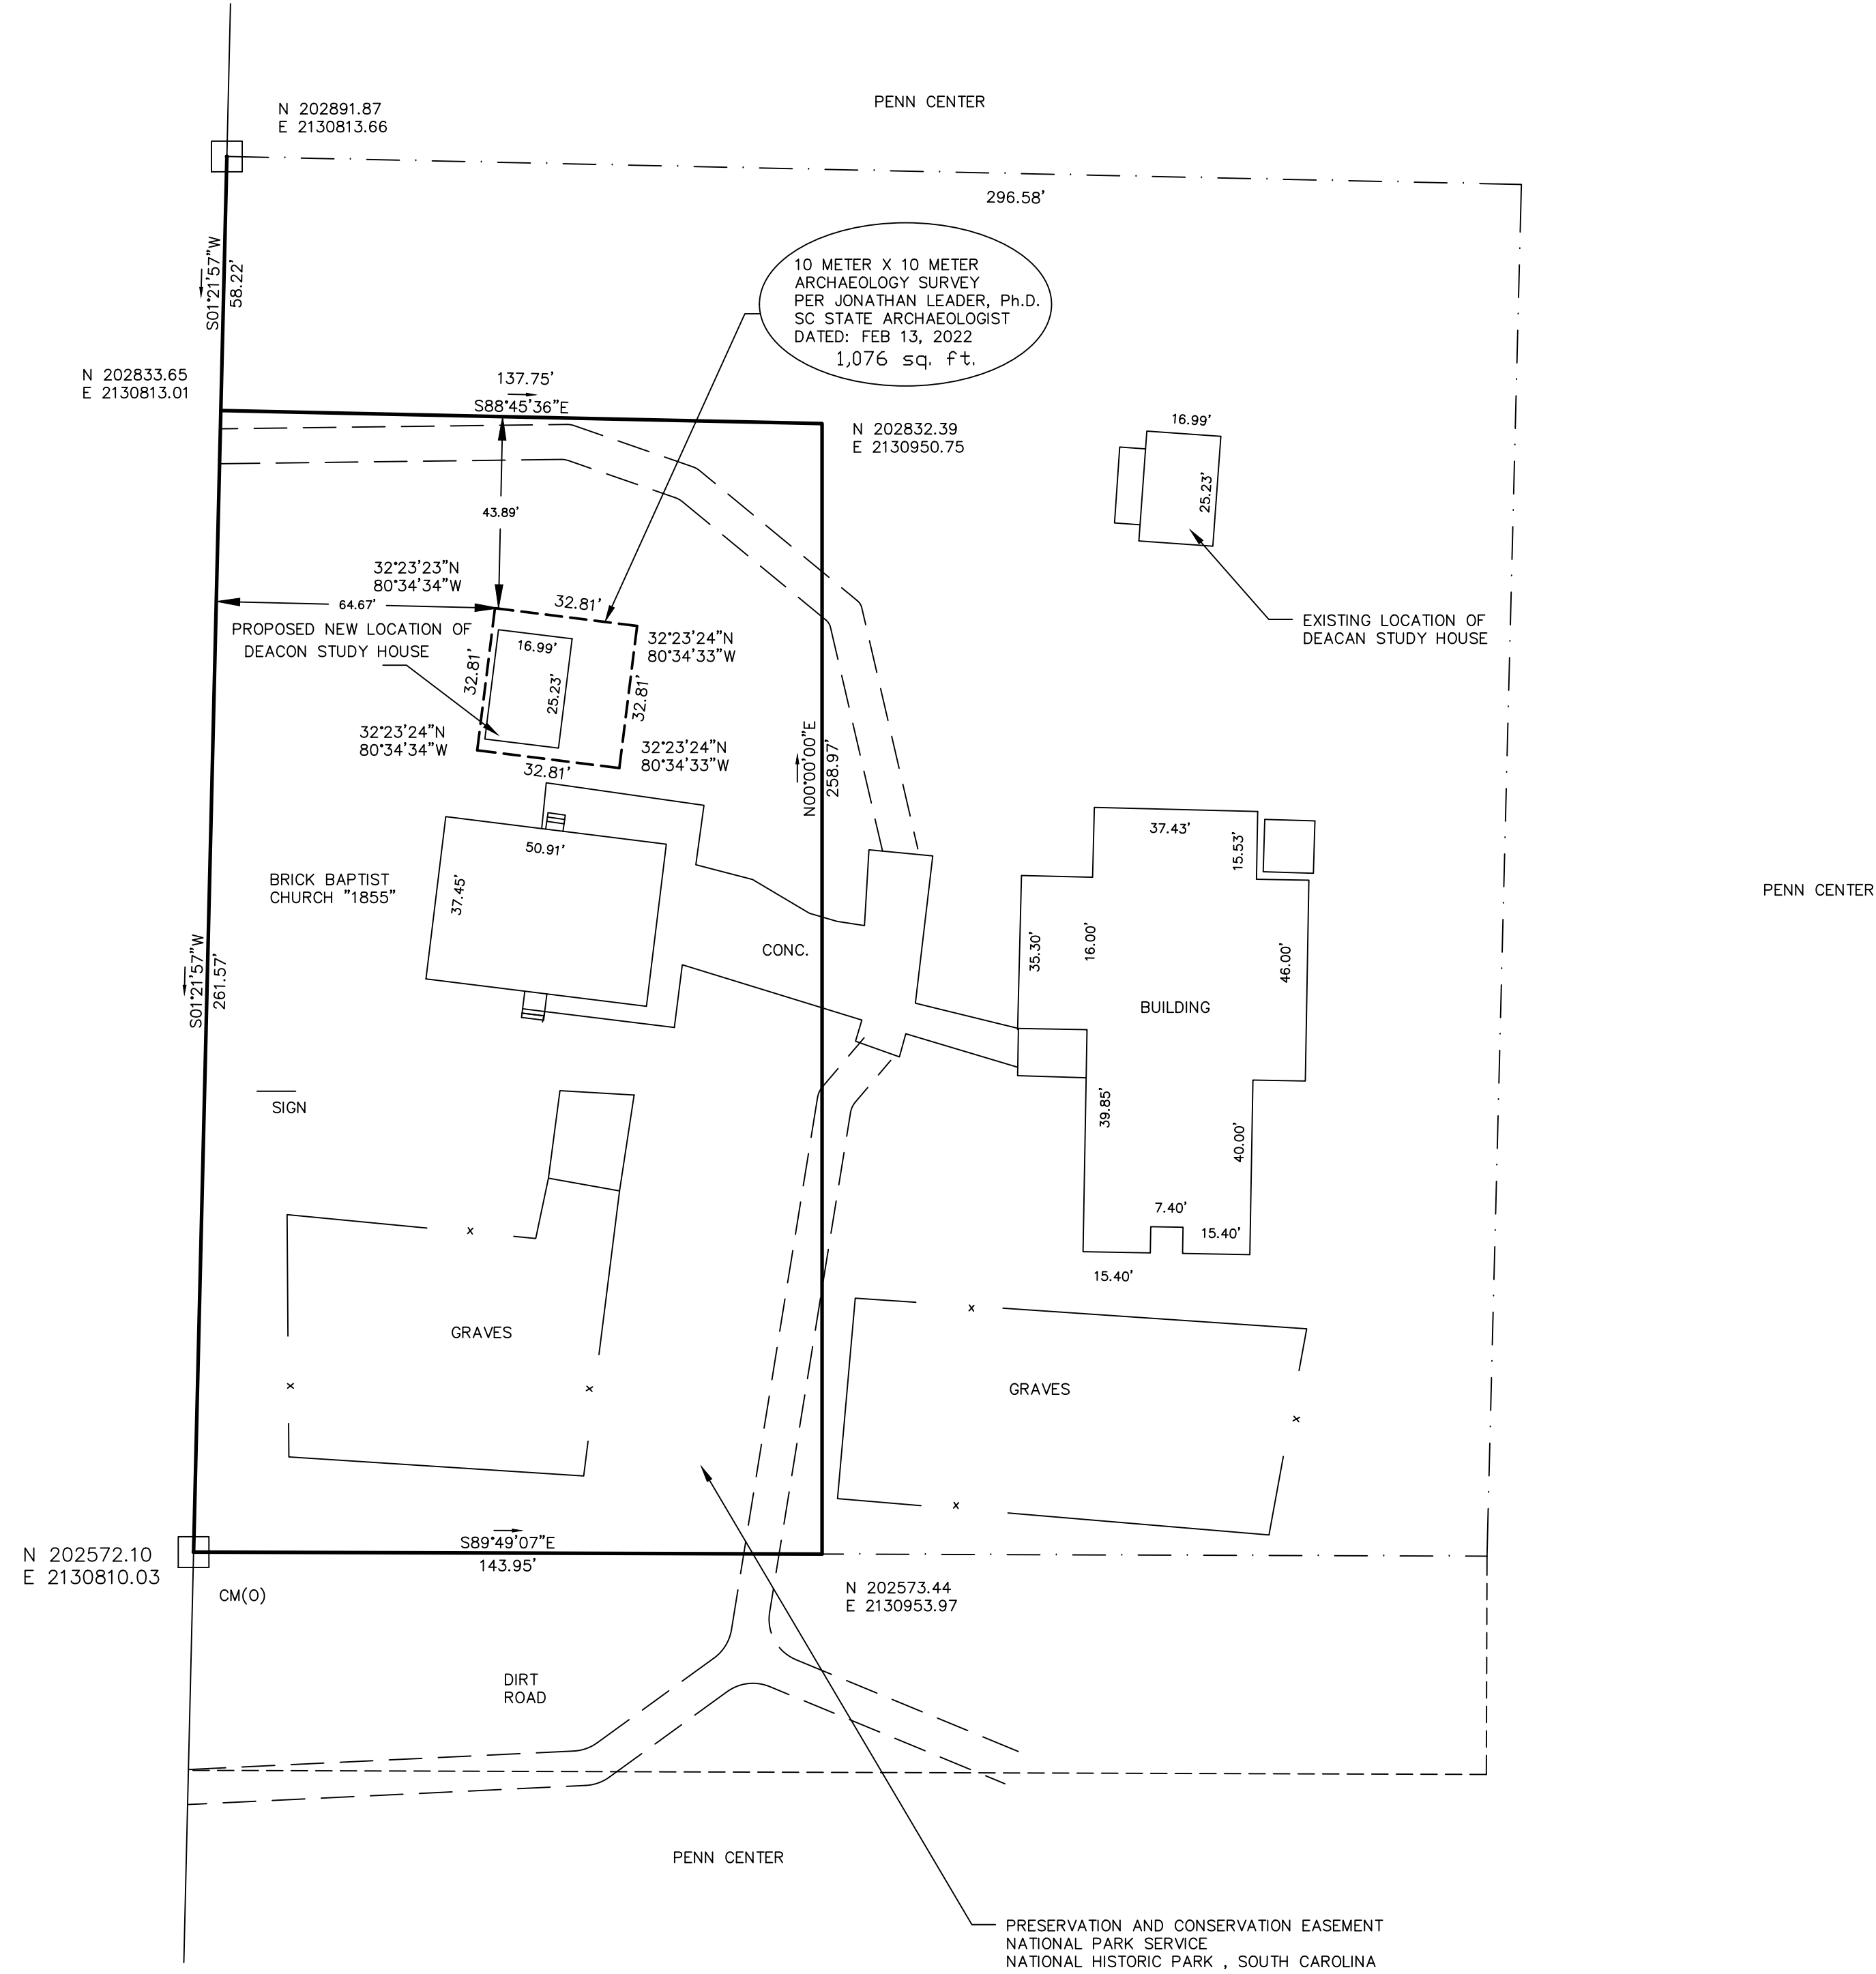 PENN CENTER
N 202891.87
E 2130813.66
296.58'
S01°21'57"W
58.22'
10 METER X 10 METER
ARCHAEOLOGY SURVEY
PER JONATHAN LEADER, Ph.D.
SC STATE ARCHAEOLOGIST
DATED: FEB 13, 2022
1,076 sq. ft.
N 202833.65
E 2130813.01
137.75'
S88°45'36"E
N 202832.39
E 2130950.75
16.99'
25.23'
43.89'
32°23'23"N
80°34'34"W
64.67'
32.81'
EXISTING LOCATION OF
DEACAN STUDY HOUSE
PROPOSED NEW LOCATION OF
DEACON STUDY HOUSE
32°23'24"N
80°34'33"W
16.99'
25.23'
32.81'
32.81'
32°23'24"N
80°34'34"W
32°23'24"N
80°34'33"W
32.81'
N00°00'00"E
258.97'
BRICK BAPTIST
CHURCH "1855"
50.91'
37.45'
CONC.
37.43'
15.53'
35.30'
16.00'
46.00'
BUILDING
PENN CENTER
S01°21'57"W
261.57'
SIGN
39.85'
40.00'
7.40'
15.40'
15.40'
x
x
x
GRAVES
x
x
x
GRAVES
S89°49'07"E
143.95'
N 202572.10
E 2130810.03
CM(O)
N 202573.44
E 2130953.97
DIRT
ROAD
PENN CENTER
PRESERVATION AND CONSERVATION EASEMENT
NATIONAL PARK SERVICE
NATIONAL HISTORIC PARK , SOUTH CAROLINA